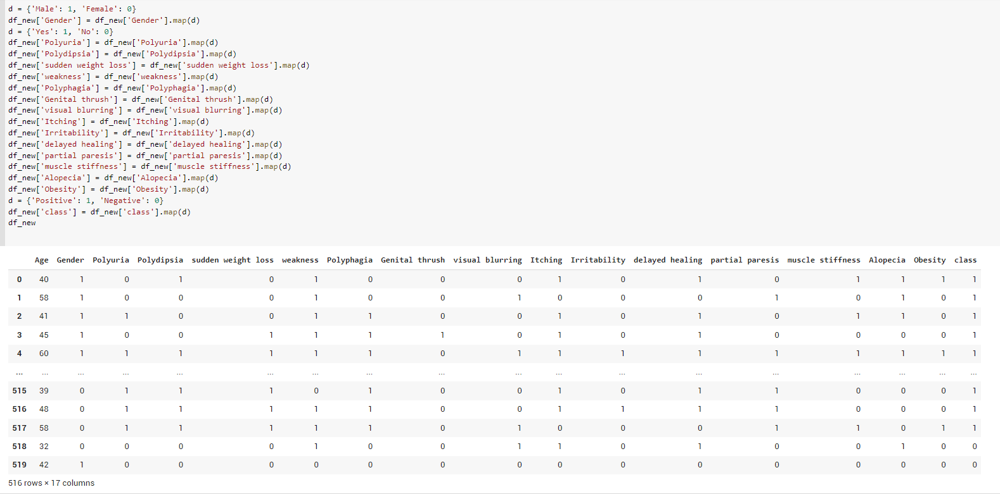 d = {'Male': 1, 'Female': 0}
df_new['Gender'] = df_new['Gender'].map(d)
d = {'Yes': 1, 'No': 0}
df_new['Polyuria'] = df_new['Polyuria'].map(d)
df_new['Polydipsia'] = df_new['Polydipsia'].map(d)
df_new['sudden weight loss'] = df_new['sudden weight loss'].map(d)
df_new['weakness'] = df_new['weakness'].map(d)
df_new['Polyphagia'] = df_new['Polyphagia'].map(d)
df_new['Genital thrush'] = df_new['Genital thrush'].map(d)
df_new['visual blurring'] = df_new['visual blurring'].map(d)
df_new['Itching'] = df_new['Itching'].map(d)
df_new['Irritability'] = df_new['Irritability'].map(d)
df_new['delayed healing'] = df_new['delayed healing'].map(d)
df_new['partial paresis'] = df_new['partial paresis'].map(d)
df_new['muscle stiffness'] = df_new['muscle stiffness'].map(d)
df_new['Alopecia'] = df_new['Alopecia'].map(d)
df_new['Obesity'] = df_new['Obesity'].map(d)
d = {'Positive': 1, 'Negative': 0}
df_new['class'] = df_new['class'].map(d)
df_new
Age Gender Polyuria Polydipsia sudden weight loss weakness Polyphagia Genital thrush visual blurring Itching Irritability delayed healing partial paresis muscle stiffness Alopecia Obesity class
0 40 1 0 1 0 1 0 0 0 1 0 1 0 1 1 1 1
1 58 1 0 0 0 1 0 0 1 0 0 0 1 0 1 0 1
2 41 1 1 0 0 1 1 0 0 1 0 1 0 1 1 0 1
3 45 1 0 0 1 1 1 1 0 1 0 1 0 0 0 0 1
4 60 1 1 1 1 1 1 0 1 1 1 1 1 1 1 1 1
... ... ... ... ... ... ... ... ... ... ... ... ... ... ... ... ... ...
515 39 0 1 1 1 0 1 0 0 1 0 1 1 0 0 0 1
516 48 0 1 1 1 1 1 0 0 1 1 1 1 0 0 0 1
517 58 0 1 1 1 1 1 0 1 0 0 0 1 1 0 1 1
518 32 0 0 0 0 1 0 0 1 1 0 1 0 0 1 0 0
519 42 1 0 0 0 0 0 0 0 0 0 0 0 0 0 0 0
516 rows × 17 columns